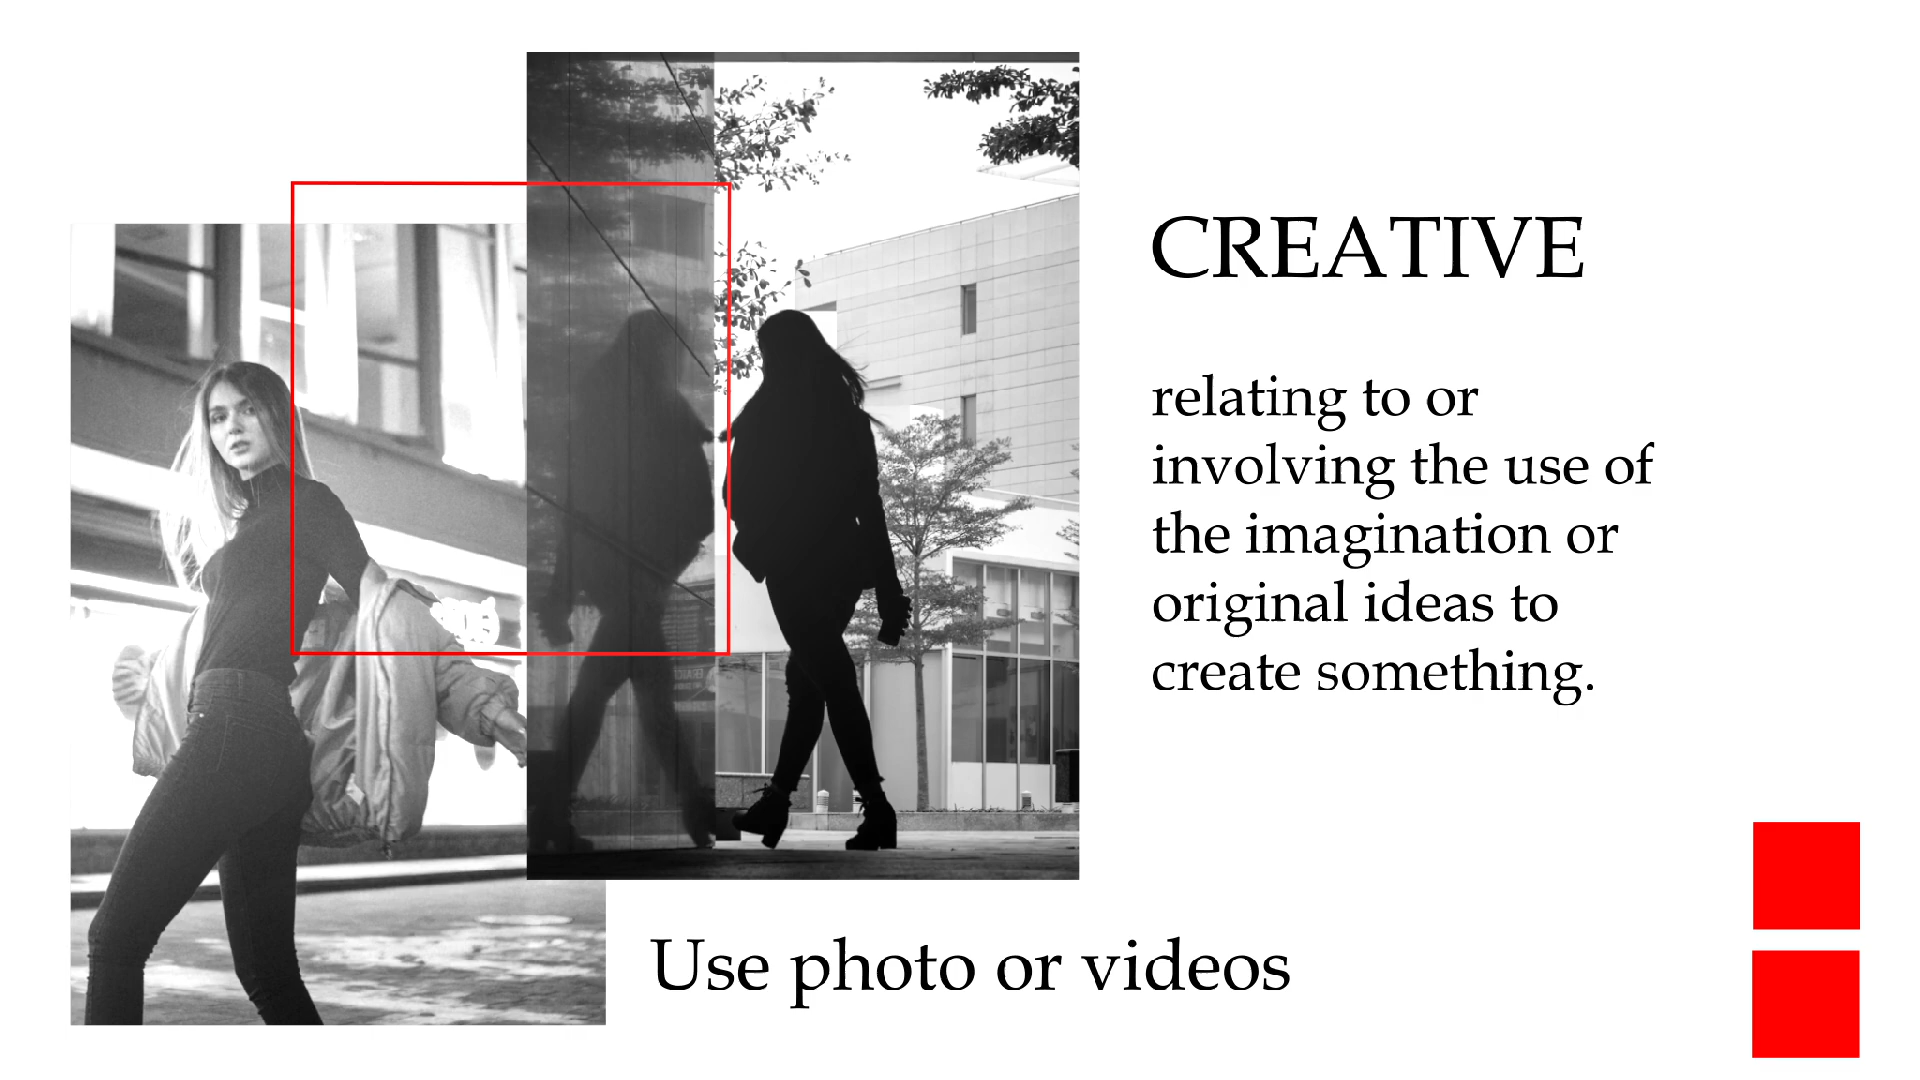 CREATIVE
relating to or
involving the use of
the imagination or
original ideas to
create something.
Use photo or videos